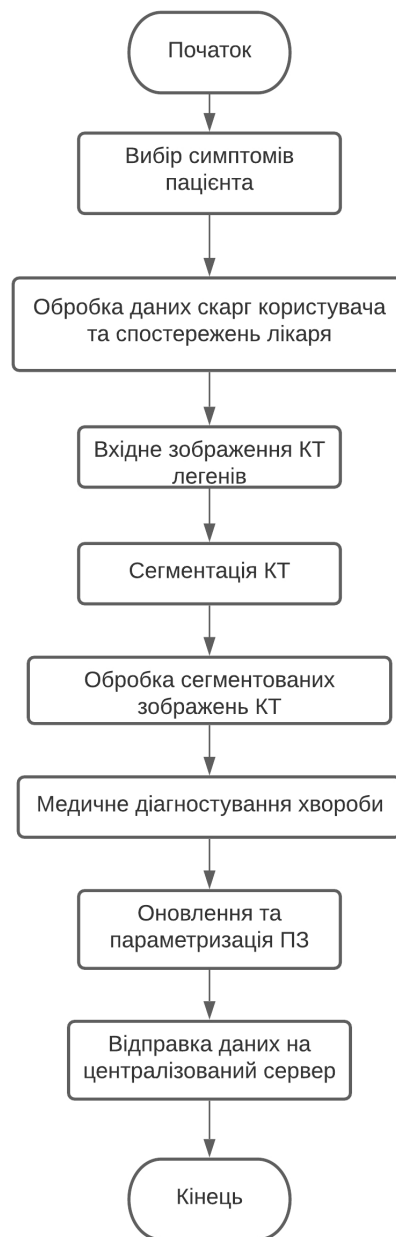 Початок
Вибір симптомів
пацієнта
Обробка даних скарг користувача
та спостережень лікаря
Вхідне зображення КТ
легенів
Сегментація КТ
Обробка сегментованих
зображень КТ
Медичне діагностування хвороби
Оновлення та
параметризація ПЗ
Відправка даних на
централізований сервер
Кінець